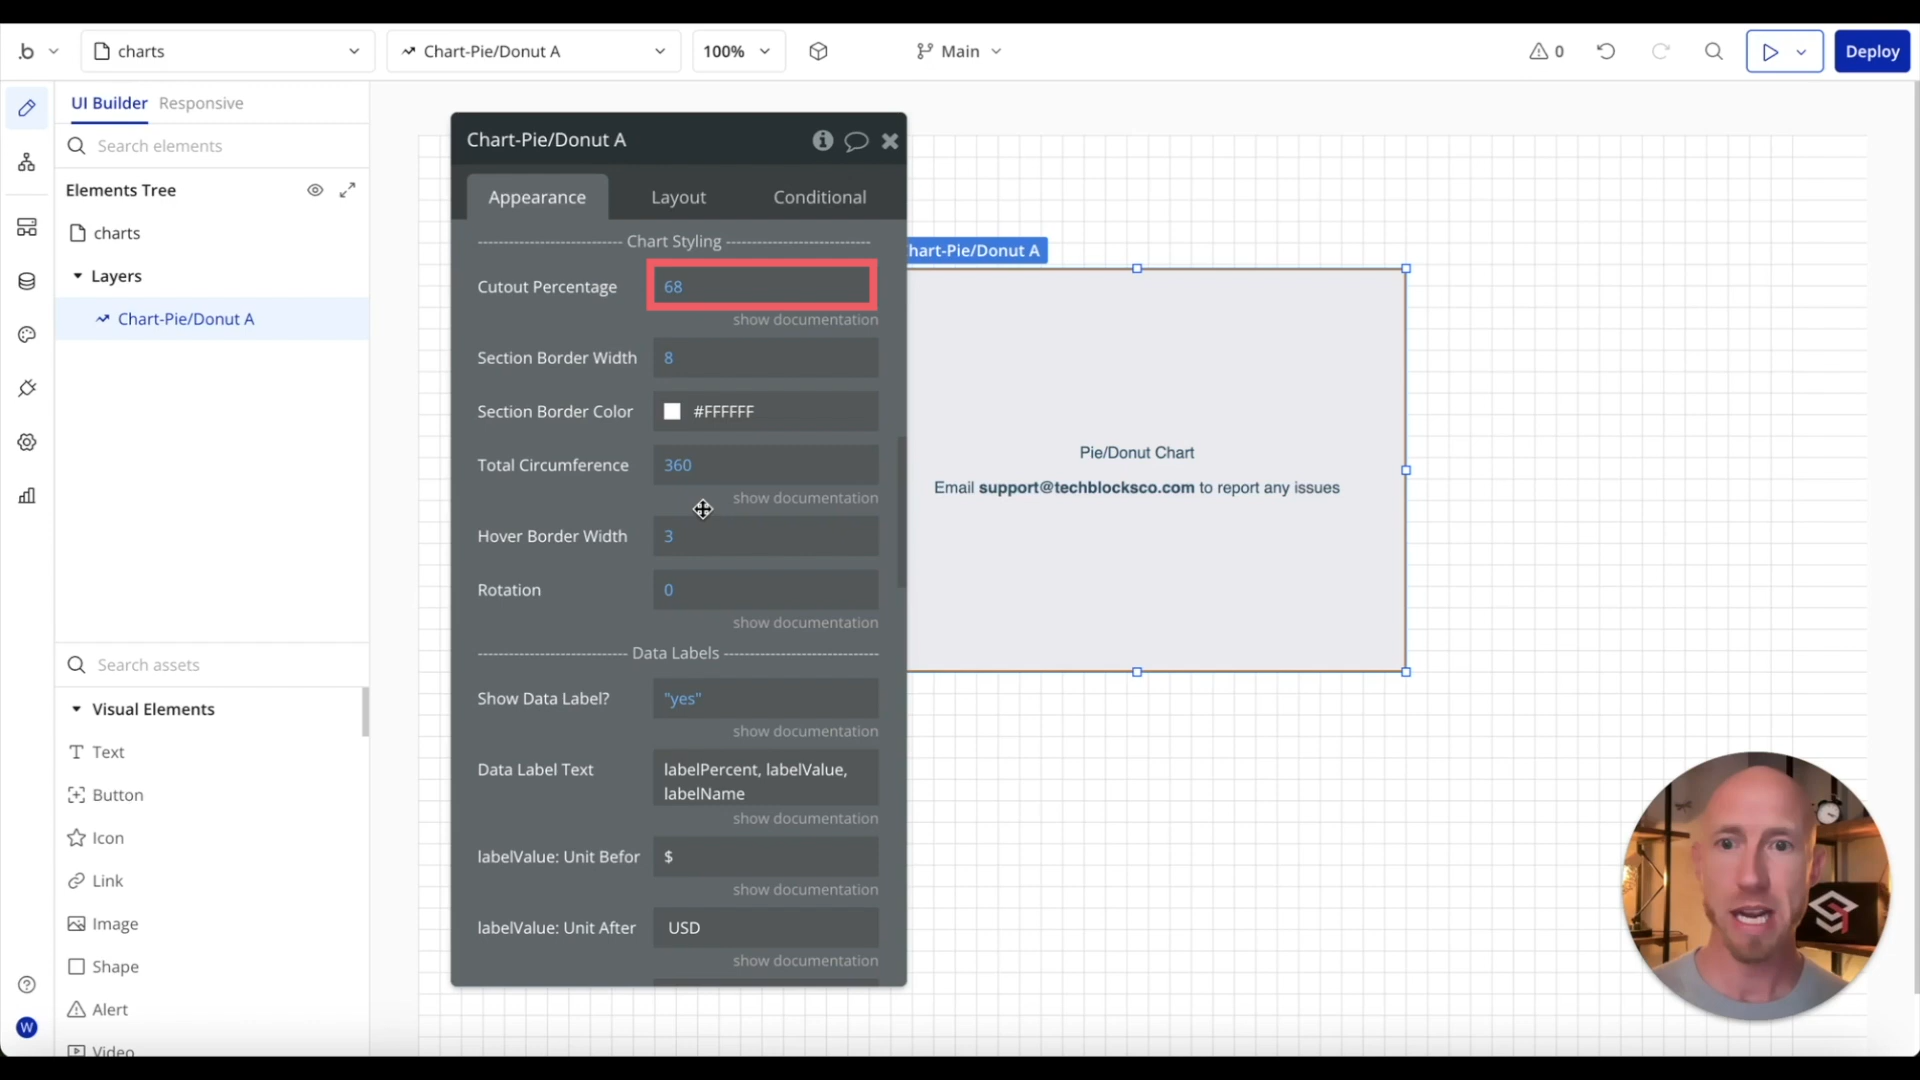 charts
Chart-Pie/Donut A
100%
Main
0
Deploy
UI Builder
Responsive
Search elements
Elements Tree
charts
Layers
Chart-Pie/Donut A
Search assets
Visual Elements
Text
Button
Icon
Link
Image
Shape
Alert
Video
W
Chart-Pie/Donut A
Appearance
Layout
Conditional
Chart Styling
Cutout Percentage
68
show documentation
Section Border Width
8
Section Border Color
#FFFFFF
Total Circumference
360
show documentation
Hover Border Width
3
Rotation
0
show documentation
Data Labels
Show Data Label?
"yes"
show documentation
Data Label Text
labelPercent, labelValue,
labelName
show documentation
labelValue: Unit Befor
$
show documentation
labelValue: Unit After
USD
show documentation
hart-Pie/Donut A
Pie/Donut Chart
Email support@techblocksco.com to report any issues